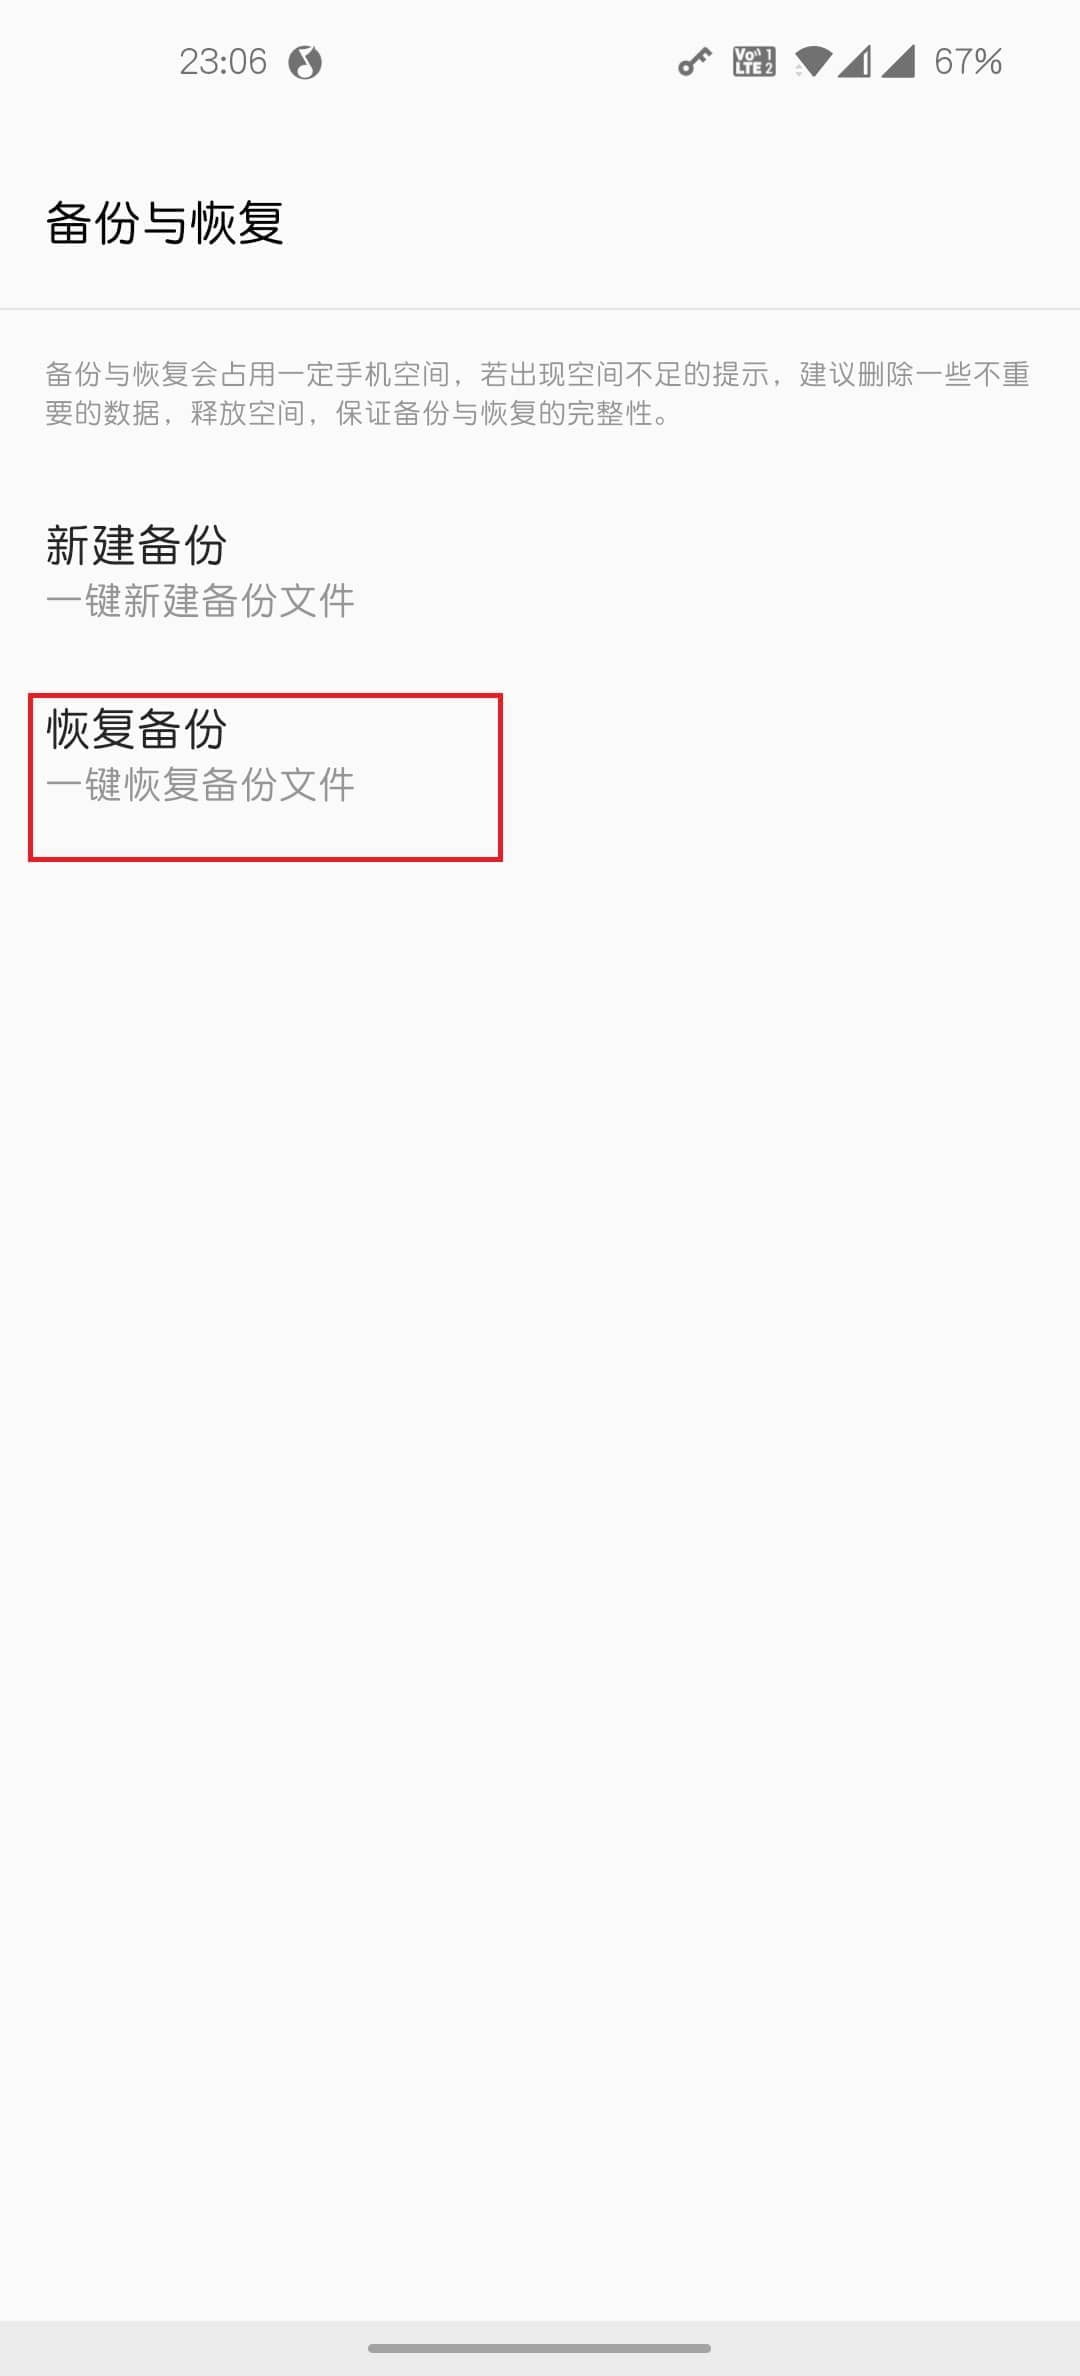 23:06
Vo 1
LTE 2
67%
备份与恢复
备份与恢复会占用一定手机空间，若出现空间不足的提示，建议删除一些不重
要的数据，释放空间，保证备份与恢复的完整性。
新建备份
一键新建备份文件
恢复备份
一键恢复备份文件